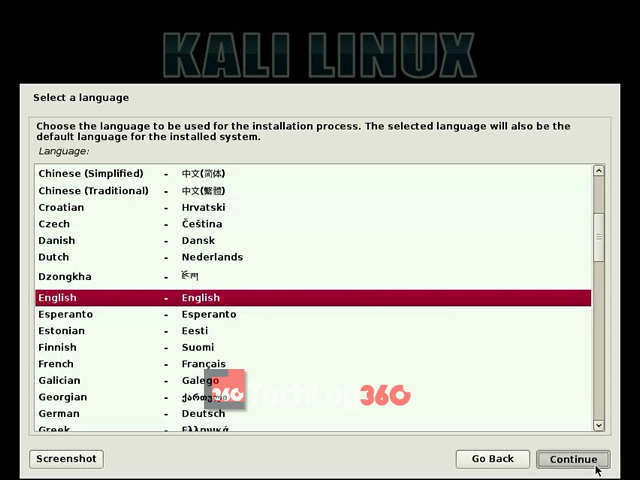 KALI LINUX
Select a language
Choose the language to be used for the installation process. The selected language will also be the
default language for the installed system.
Language:
Chinese (Simplified) - 中文(简体)
Chinese (Traditional) - 中文(繁體)
Croatian - Hrvatski
Czech - Čeština
Danish - Dansk
Dutch - Nederlands
Dzongkha - རྫོང་ཁ
English - English
Esperanto - Esperanto
Estonian - Eesti
Finnish - Suomi
French - Français
Galician - Galego
Georgian - ქართული
German - Deutsch
Greek - Ελληνικά
360 TechLog360
Screenshot
Go Back
Continue